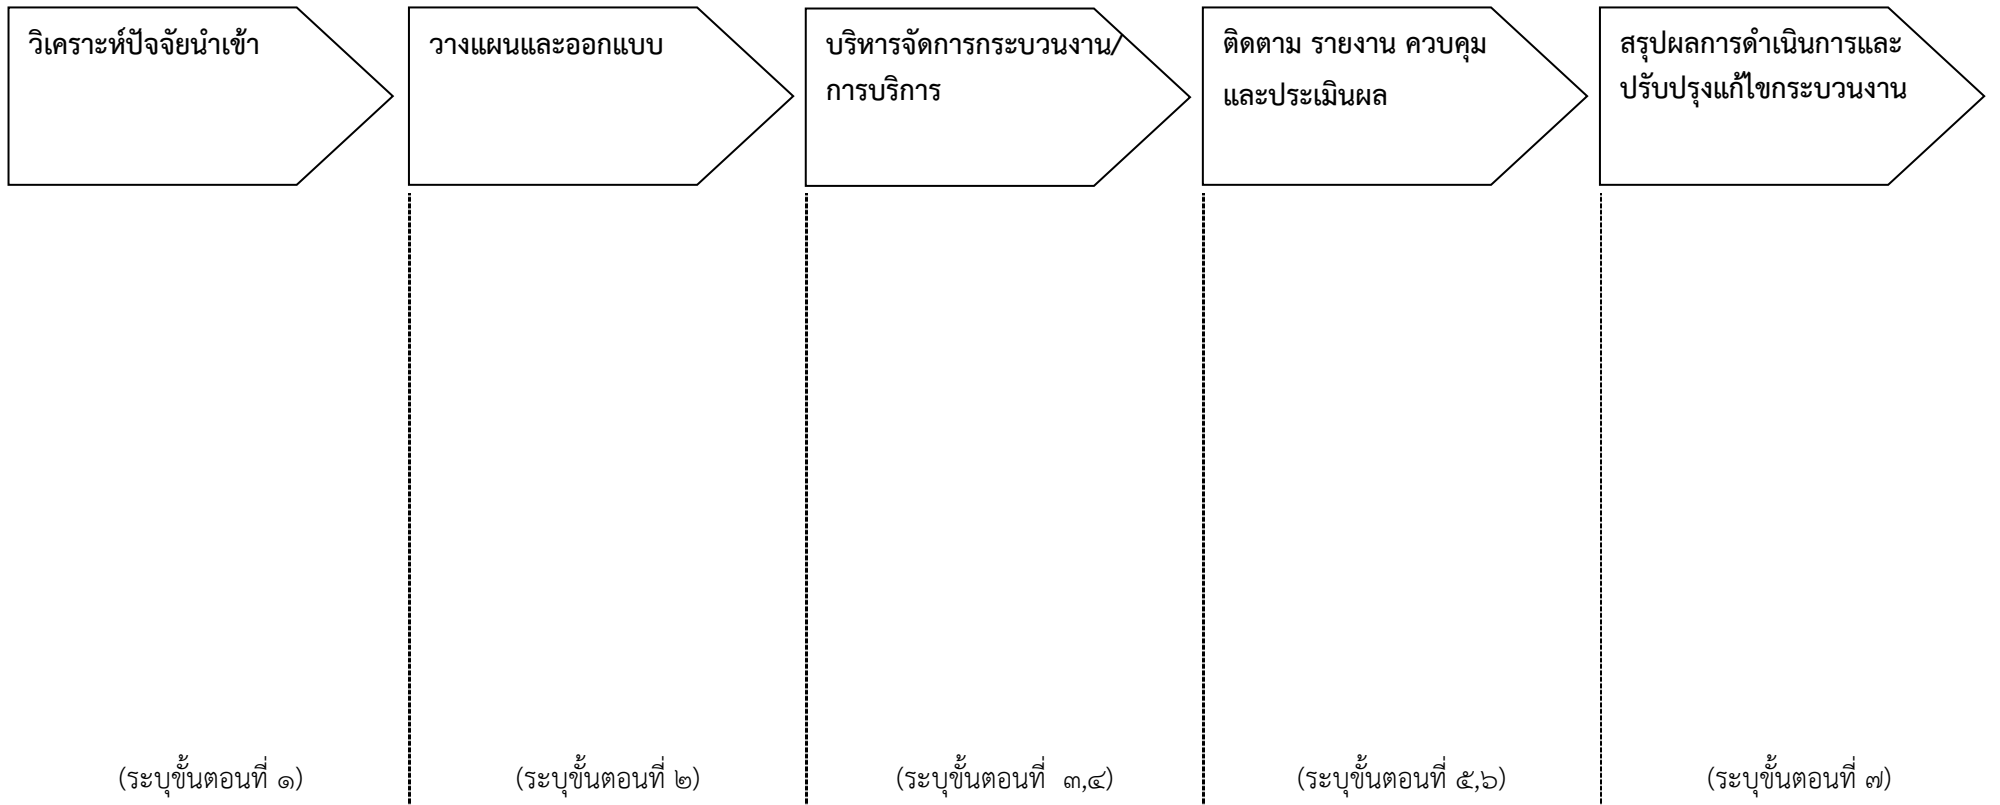 วิเคราะห์ปัจจัยนำเข้า
วางแผนและออกแบบ
บริหารจัดการกระบวนงาน/
การบริการ
ติดตาม รายงาน ควบคุม
และประเมินผล
สรุปผลการดำเนินการและ
ปรับปรุงแก้ไขกระบวนงาน
(ระบุขั้นตอนที่ ๑)
(ระบุขั้นตอนที่ ๒)
(ระบุขั้นตอนที่ ๓,๔)
(ระบุขั้นตอนที่ ๕,๖)
(ระบุขั้นตอนที่ ๗)